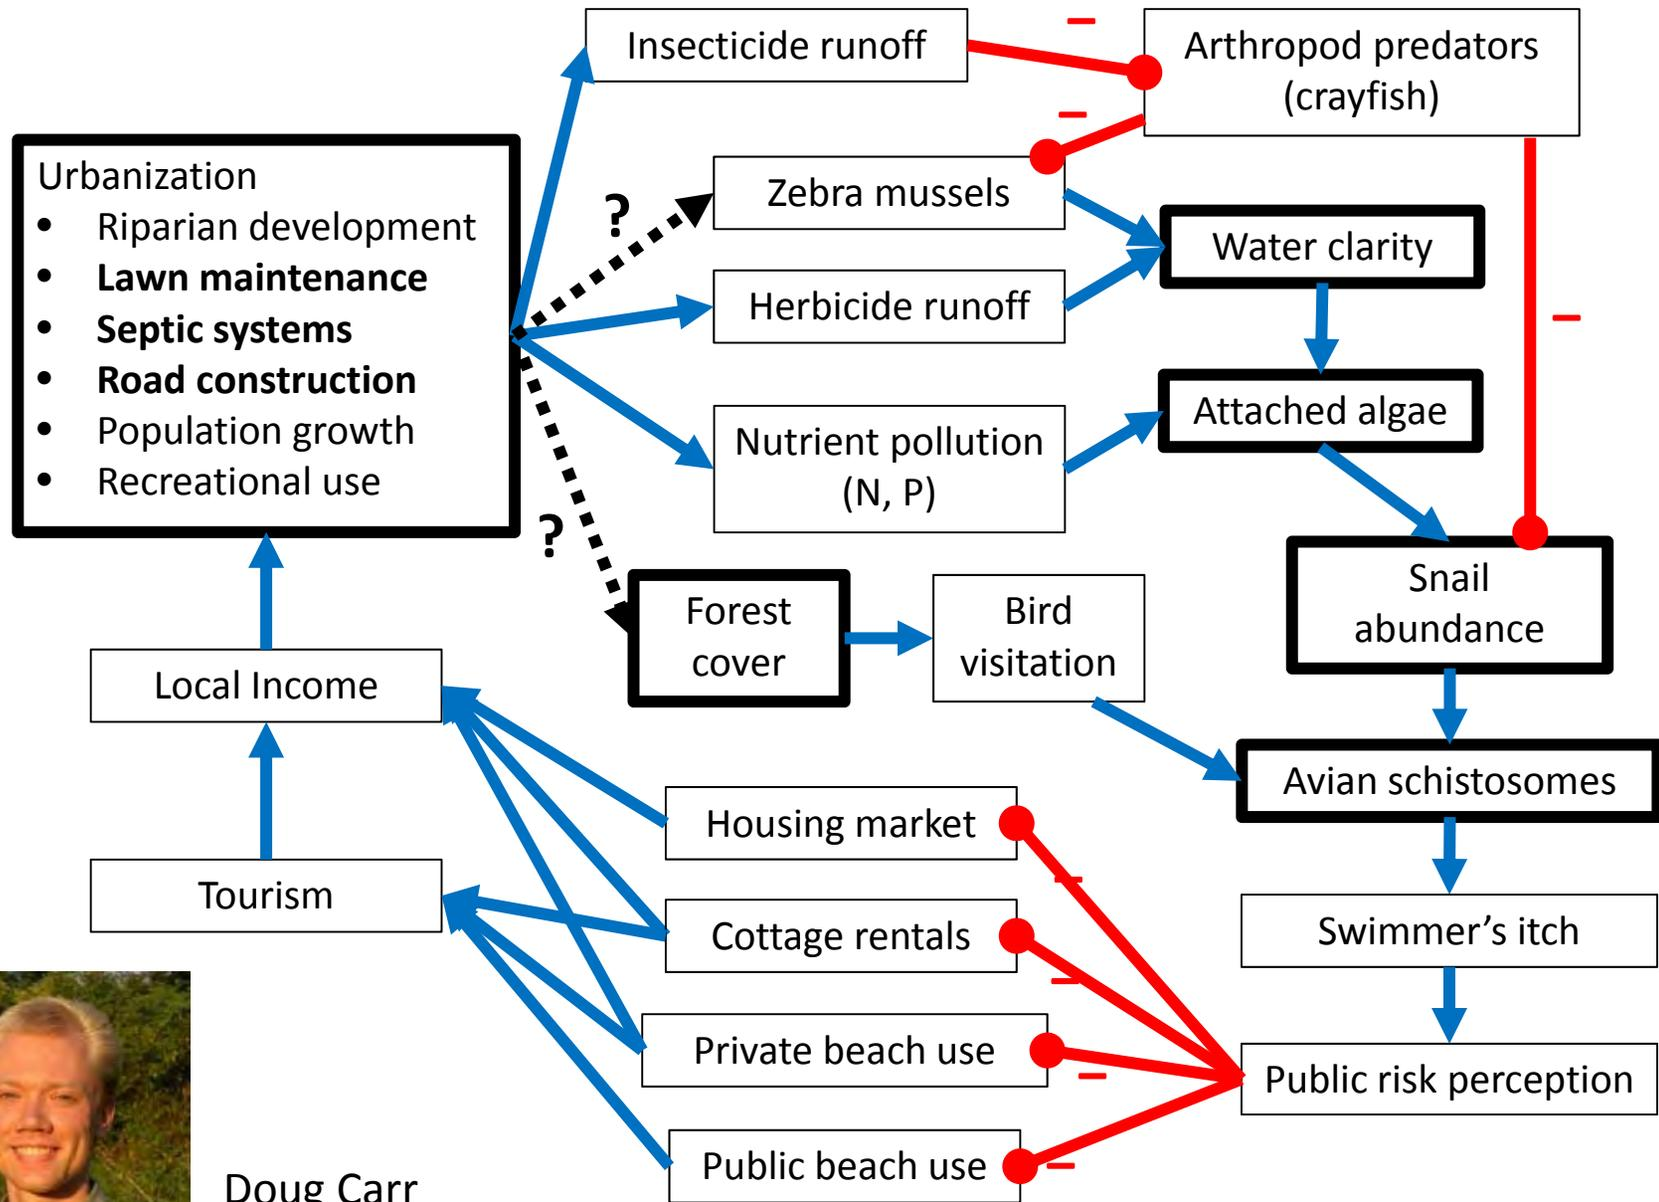 Insecticide runoff
–
Arthropod predators
(crayfish)
–
Urbanization
• Riparian development
• Lawn maintenance
• Septic systems
• Road construction
• Population growth
• Recreational use
?
Zebra mussels
Water clarity
Herbicide runoff
–
Attached algae
Nutrient pollution
(N, P)
?
Forest
cover
Bird
visitation
Snail
abundance
Local Income
Avian schistosomes
Housing market
–
Tourism
Cottage rentals
–
Swimmer’s itch
Private beach use
–
Public risk perception
Public beach use
–
Doug Carr